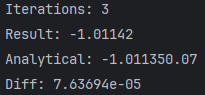 Iterations: 3
Result: -1.01142
Analytical: -1.011350.07
Diff: 7.63694e-05